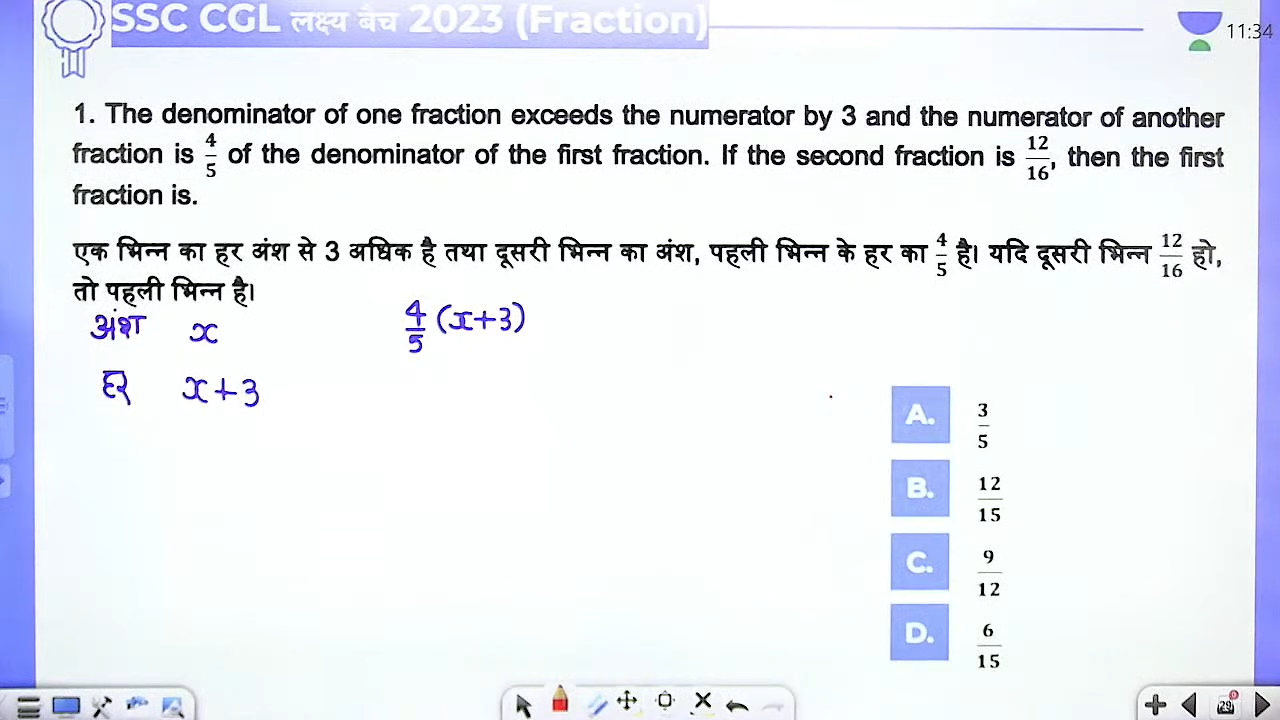 SSC CGL लक्ष्य बैच 2023 (Fraction)
11:34
1. The denominator of one fraction exceeds the numerator by 3 and the numerator of another
fraction is 4/5 of the denominator of the first fraction. If the second fraction is 12/16, then the first
fraction is.
एक भिन्न का हर अंश से 3 अधिक है तथा दूसरी भिन्न का अंश, पहली भिन्न के हर का 4/5 है। यदि दूसरी भिन्न 12/16 हो,
तो पहली भिन्न है।
अंश x 4/5 (x+3)
हर x+3
A. 3/5
B. 12/15
C. 9/12
D. 6/15
29